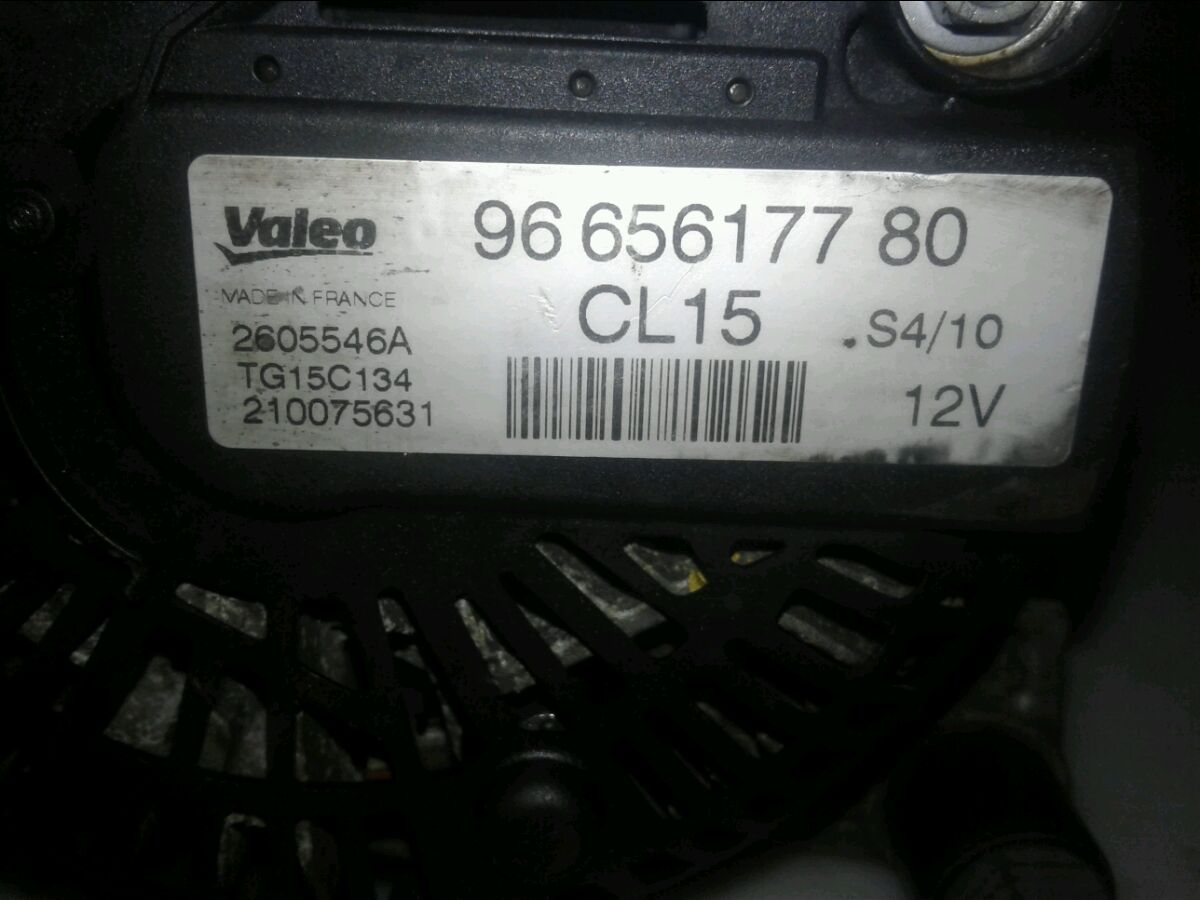 Valeo 96 656177 80
MADE IN FRANCE CL15 S4/10
2605546A
TG15C134
210075631 12V